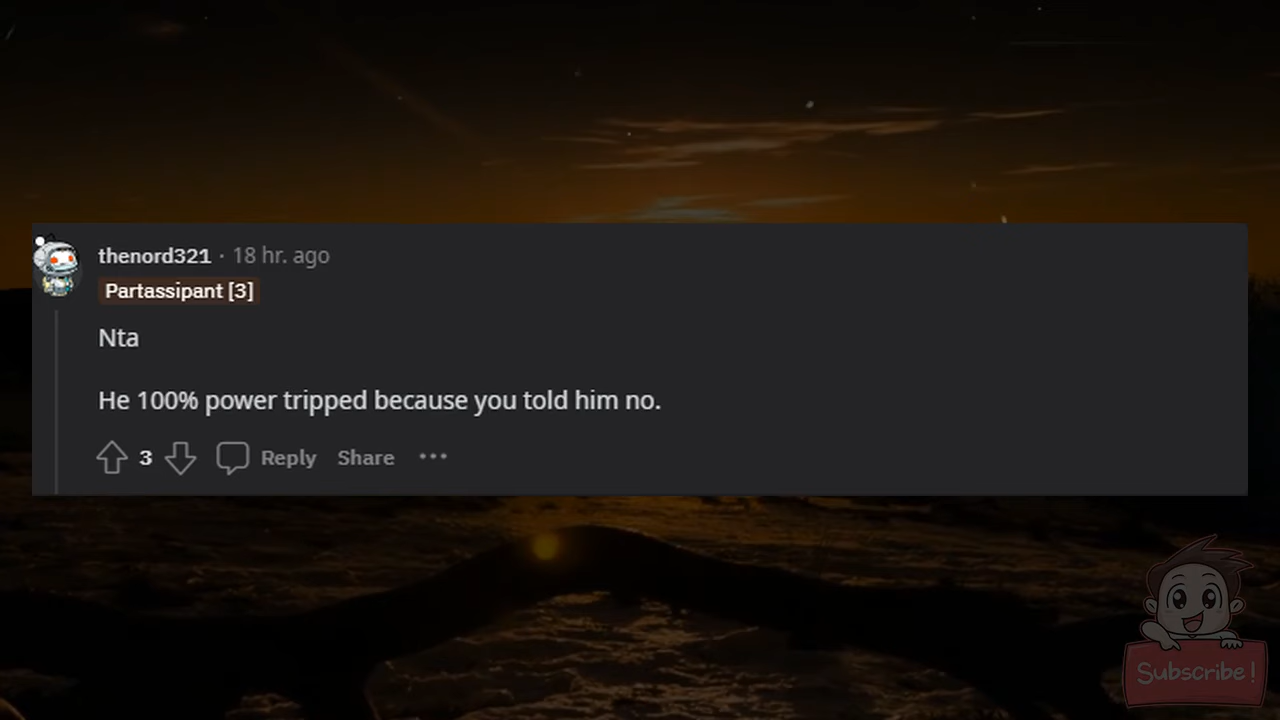 thenord321 · 18 hr. ago
Partassipant [3]
Nta
He 100% power tripped because you told him no.
3 Reply Share ···
Subscribe!